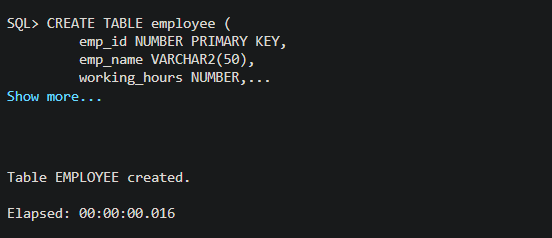 SQL> CREATE TABLE employee (
emp_id NUMBER PRIMARY KEY,
emp_name VARCHAR2(50),
working_hours NUMBER,...
Show more...
Table EMPLOYEE created.
Elapsed: 00:00:00.016